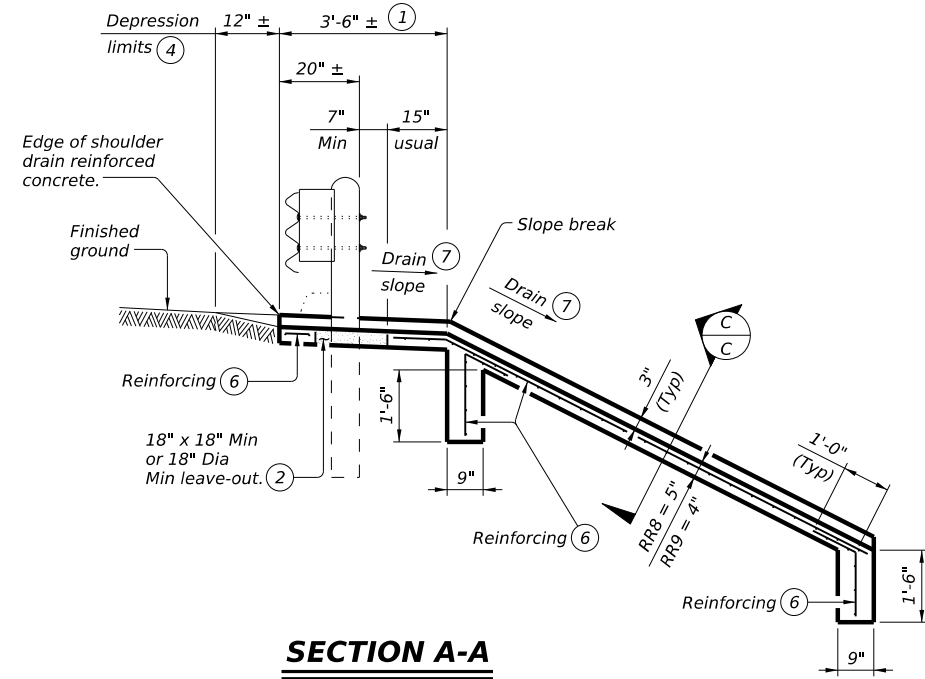 Depression
limits 4
12" ±
3'-6" ± 1
20" ±
7"
Min
15"
usual
Edge of shoulder
drain reinforced
concrete.
Finished
ground
Slope break
Drain
slope
7
Drain
slope
7
C
C
Reinforcing 6
1'-6"
3"
(Typ)
1'-0"
(Typ)
18" x 18" Min
or 18" Dia
Min leave-out. 2
9"
Reinforcing 6
RR8 = 5"
RR9 = 4"
Reinforcing 6
1'-6"
9"
SECTION A-A